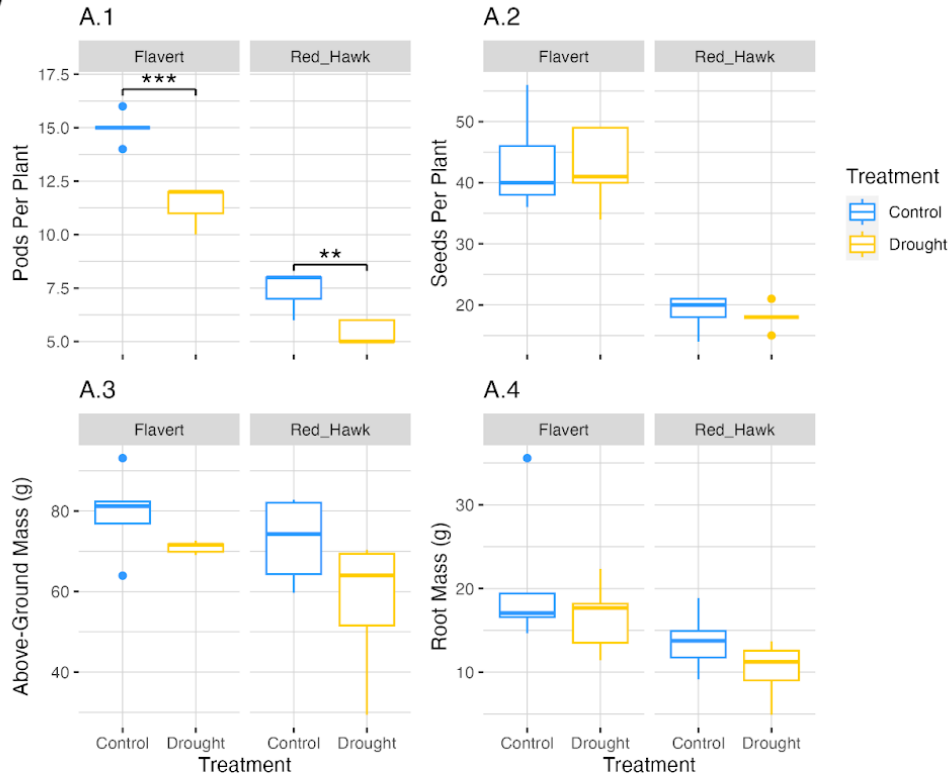 A.1
Flavert Red_Hawk
Pods Per Plant
17.5
15.0
12.5
10.0
7.5
5.0
***
**
A.2
Flavert Red_Hawk
Seeds Per Plant
50
40
30
20
Treatment
Control
Drought
A.3
Flavert Red_Hawk
Above-Ground Mass (g)
80
60
40
Control Drought Control Drought
Treatment
A.4
Flavert Red_Hawk
Root Mass (g)
30
20
10
Control Drought Control Drought
Treatment